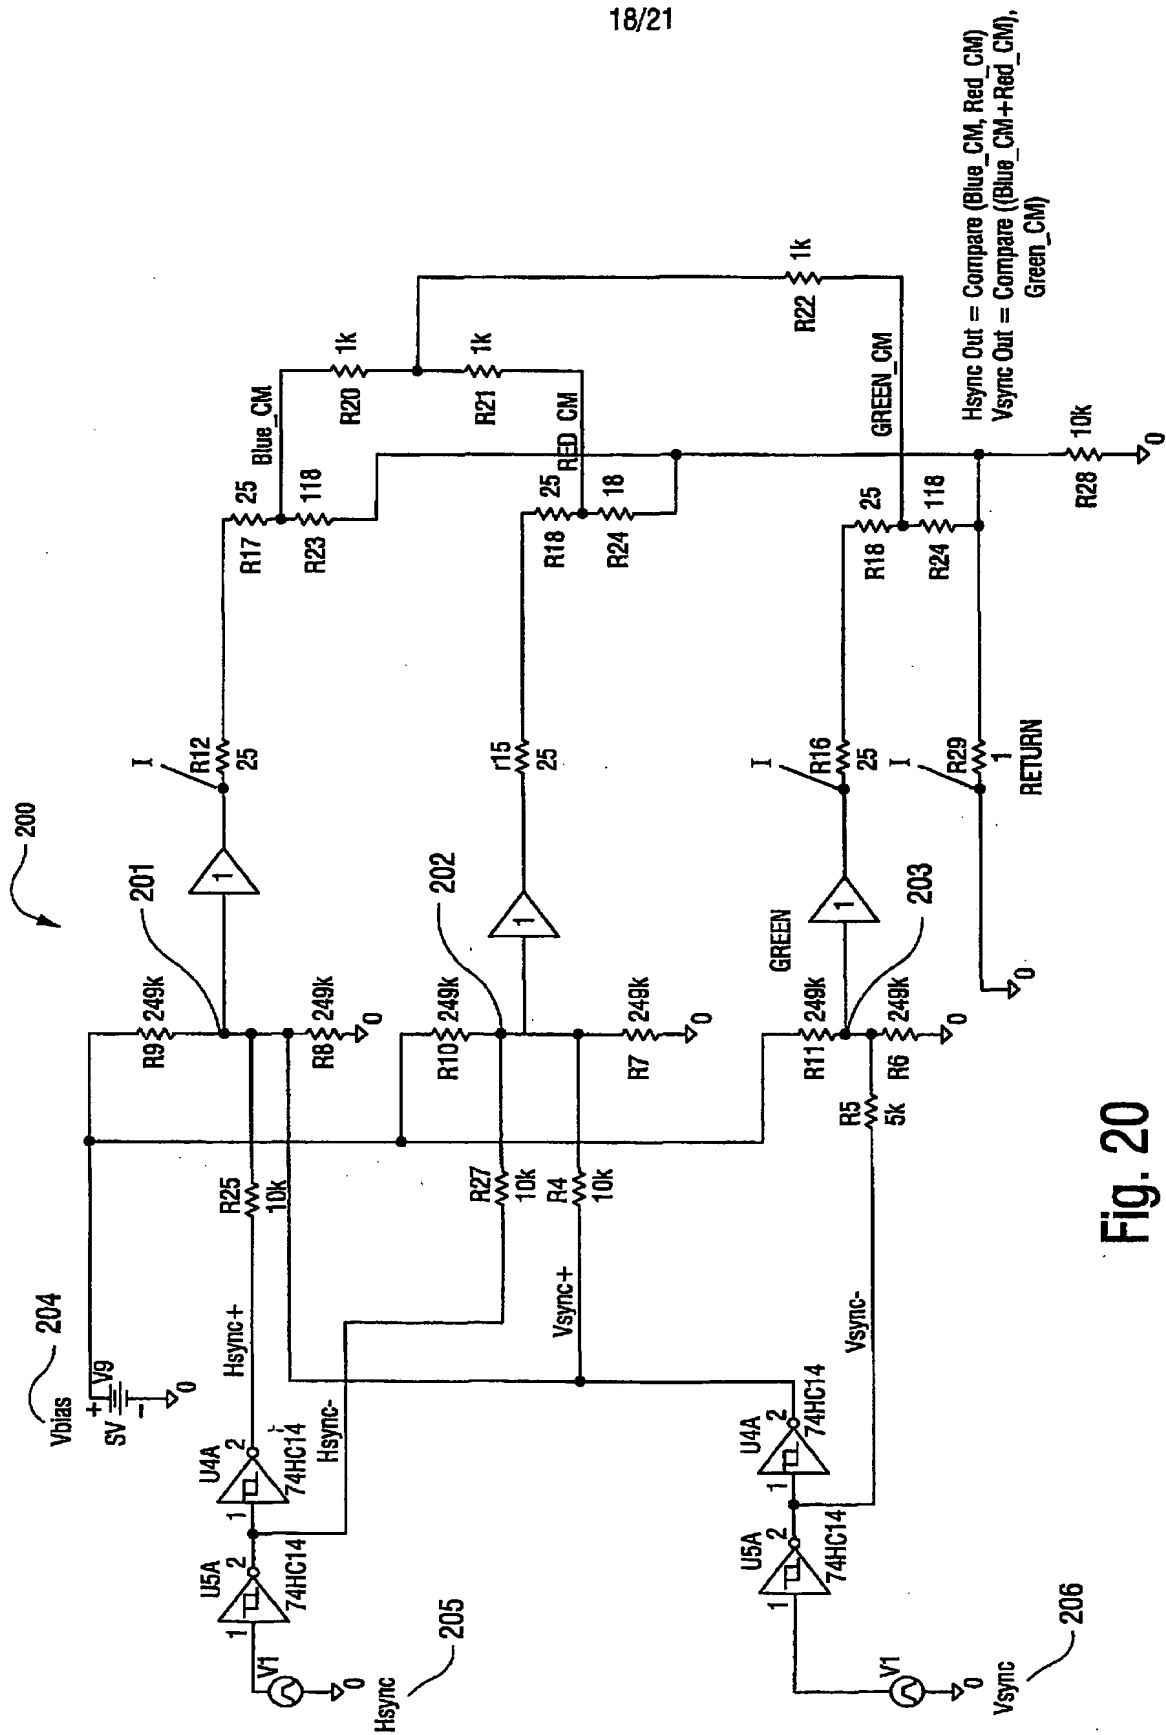 18/21
200
Vbias
204
+
V9
SV
-
0
R9
249k
201
R25
10k
R8
249k
0
Hsync+
Hsync-
U5A
1
2
74HC14
U4A
1
2
74HC14
V1
0
Hsync
205
1
I
R12
25
R17
25
R23
118
Blue_CM
R20
1k
R21
1k
R10
249k
202
R27
10k
R4
10k
R7
249k
0
Vsync+
1
r15
25
R18
25
R24
18
RED_CM
R22
1k
GREEN_CM
GREEN
R11
249k
203
R5
5k
R6
249k
0
Vsync-
U5A
1
2
74HC14
U4A
1
2
74HC14
V1
0
Vsync
206
1
I
R16
25
R18
25
R24
118
I
R29
1
RETURN
0
R28
10k
0
Hsync Out = Compare (Blue_CM, Red_CM)
Vsync Out = Compare ((Blue_CM+Red_CM),
Green_CM)
Fig. 20